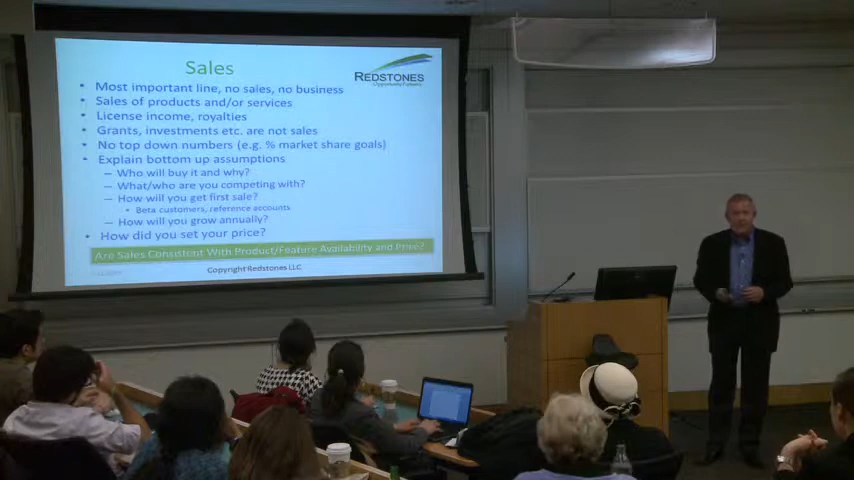 Sales
REDSTONES
Most important line, no sales, no business
Sales of products and/or services
License income, royalties
Grants, investments etc. are not sales
No top down numbers (e.g. % market share goals)
Explain bottom up assumptions
– Who will buy it and why?
– What/who are you competing with?
– How will you get first sale?
Beta customers, reference accounts
– How will you grow annually?
How did you set your price?
Are Sales Consistent With Product/Feature Availability and Price?
Copyright Redstones LLC